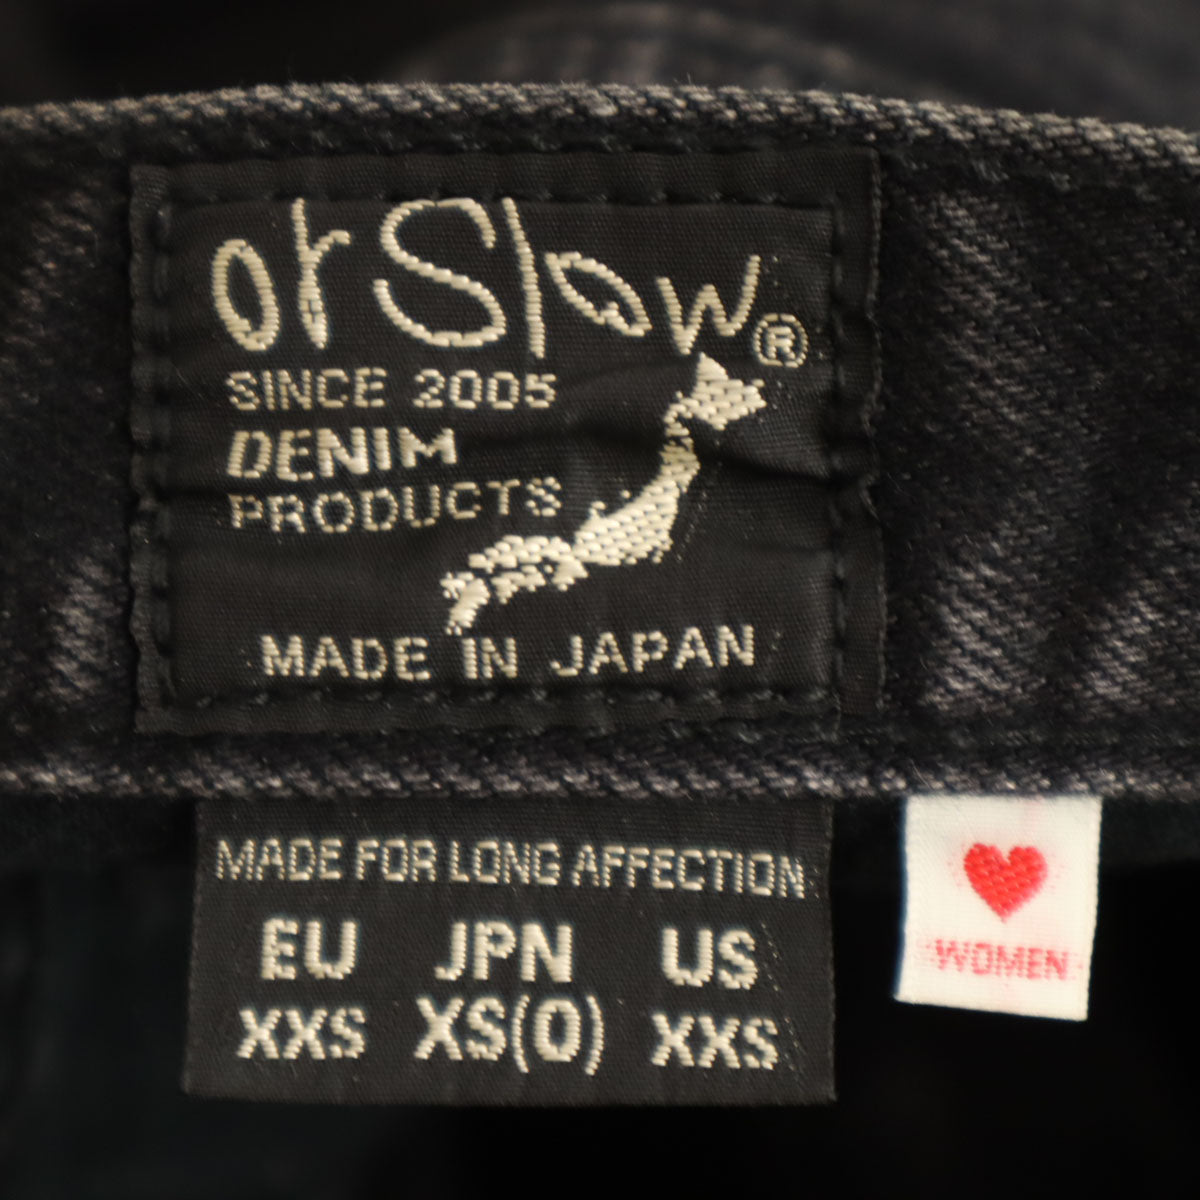 orSlow®
SINCE 2005
DENIM
PRODUCTS
MADE IN JAPAN
MADE FOR LONG AFFECTION
EU JPN US
XXS XS(0) XXS
WOMEN